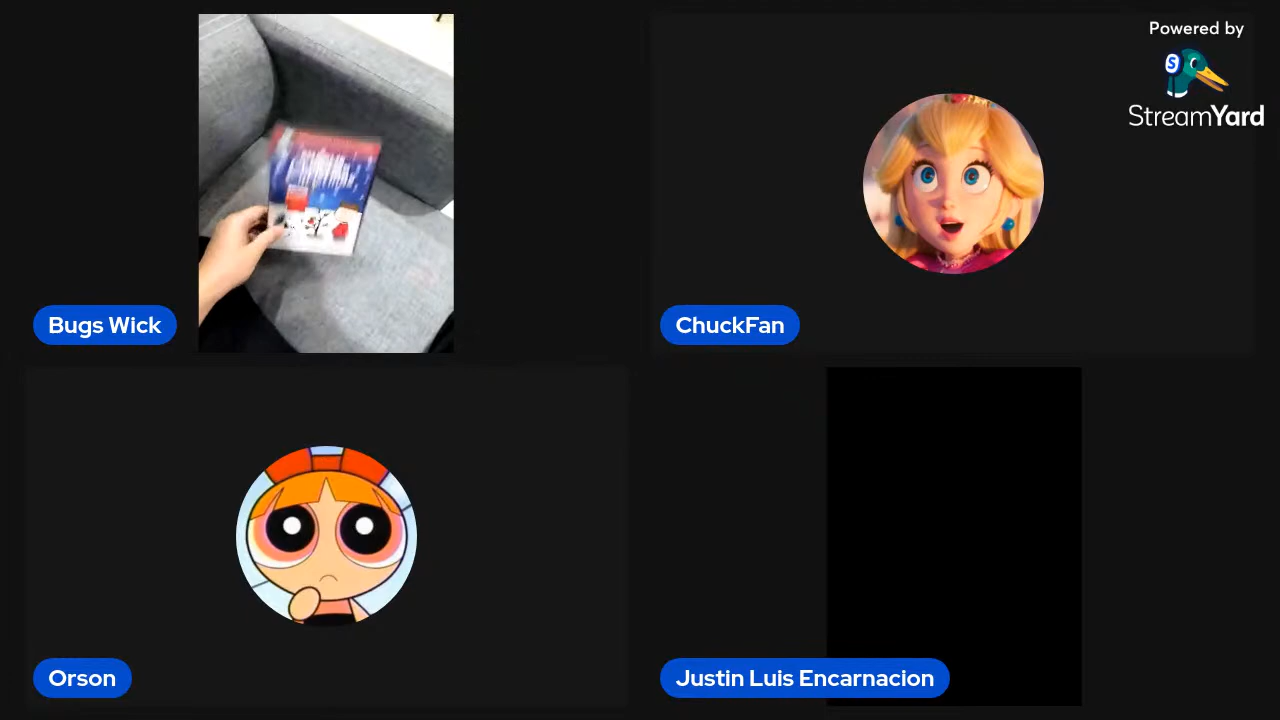 Powered by
S
StreamYard
Bugs Wick
ChuckFan
Orson
Justin Luis Encarnacion